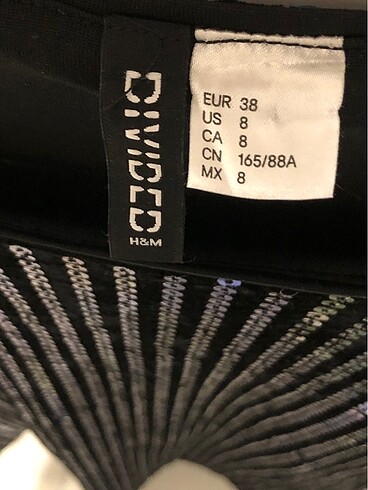 DIVIDED
H&M
EUR 38
US 8
CA 8
CN 165/88A
MX 8